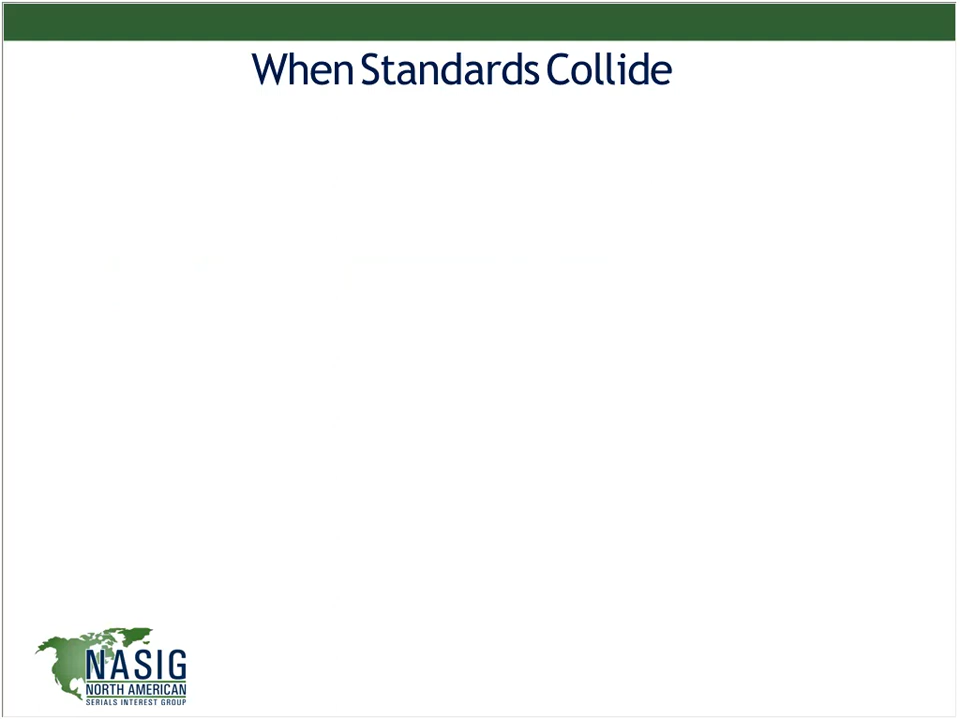 When Standards Collide
NASIG
NORTH AMERICAN
SERIALS INTEREST GROUP